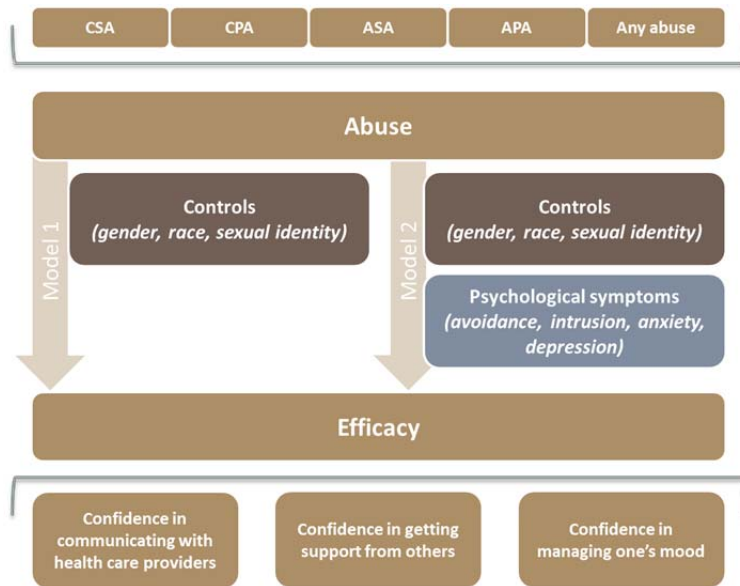 CSA
CPA
ASA
APA
Any abuse
Abuse
Model 1
Controls
(gender, race, sexual identity)
Model 2
Controls
(gender, race, sexual identity)
Psychological symptoms
(avoidance, intrusion, anxiety,
depression)
Efficacy
Confidence in
communicating with
health care providers
Confidence in getting
support from others
Confidence in
managing one's mood